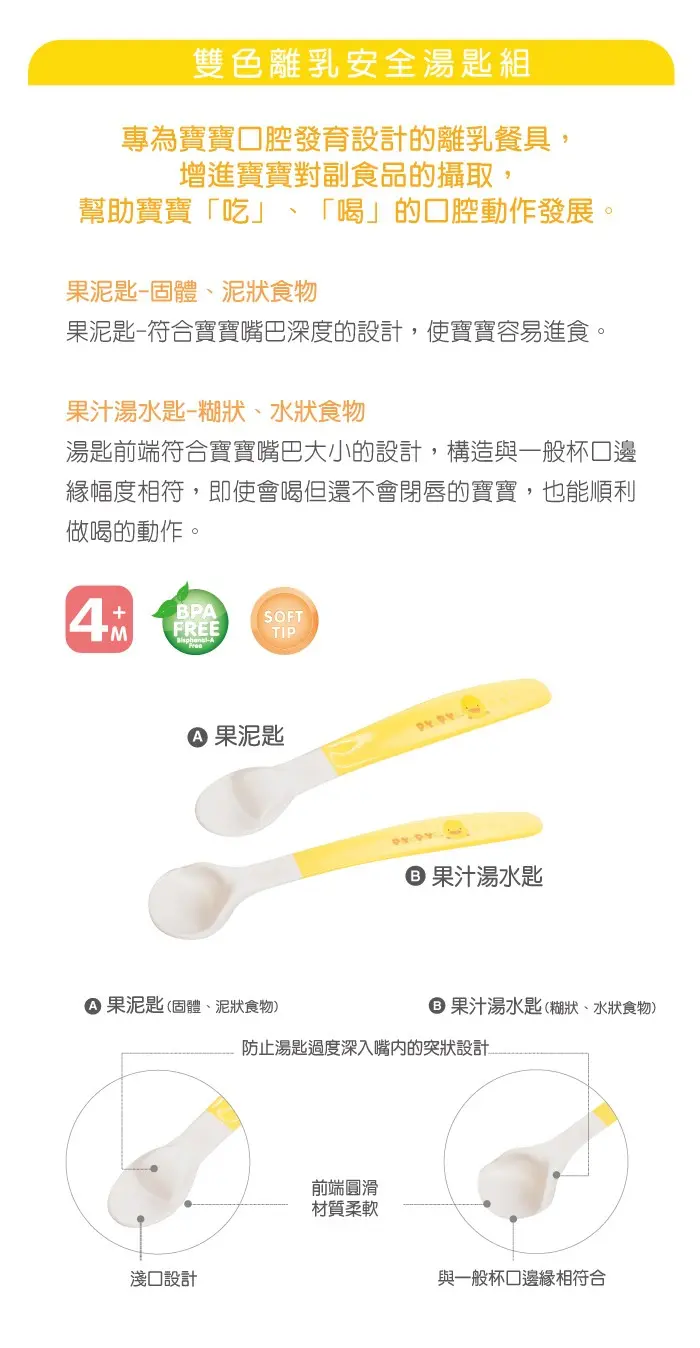 雙色離乳安全湯匙組
專為寶寶口腔發育設計的離乳餐具，
增進寶寶對副食品的攝取，
幫助寶寶「吃」、「喝」的口腔動作發展。
果泥匙-固體、泥狀食物
果泥匙-符合寶寶嘴巴深度的設計，使寶寶容易進食。
果汁湯水匙-糊狀、水狀食物
湯匙前端符合寶寶嘴巴大小的設計，構造與一般杯口邊
緣幅度相符，即使會喝但還不會閉唇的寶寶，也能順利
做喝的動作。
4+M
BPA
FREE
Bisphenol-A
Free
SOFT
TIP
A 果泥匙
B 果汁湯水匙
A 果泥匙(固體、泥狀食物)
B 果汁湯水匙(糊狀、水狀食物)
防止湯匙過度深入嘴內的突狀設計
前端圓滑
材質柔軟
淺口設計
與一般杯口邊緣相符合